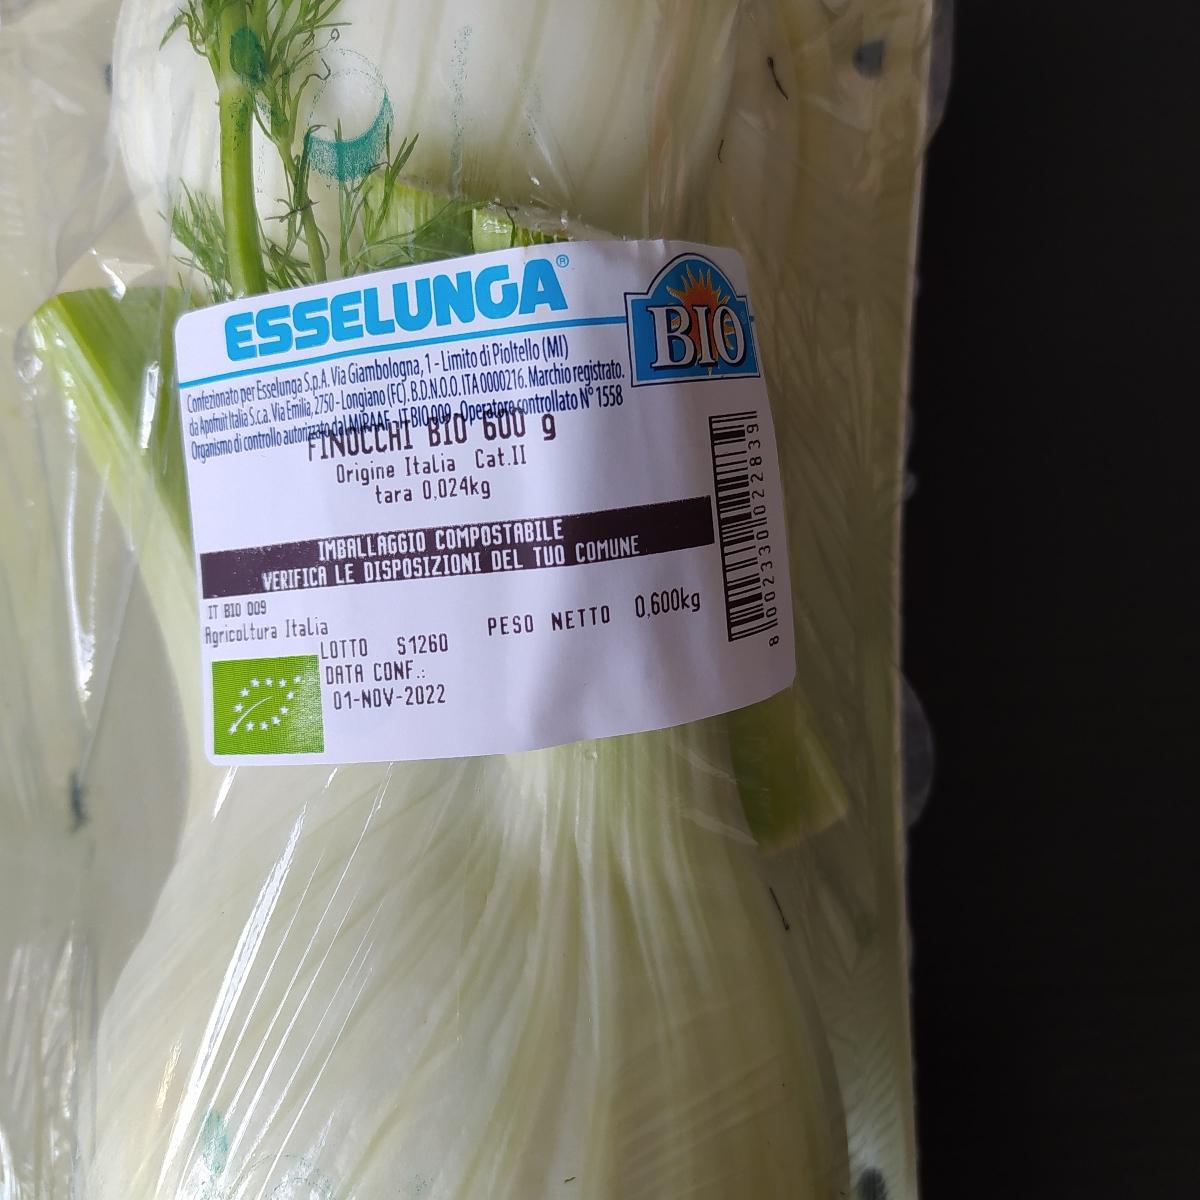 ESSELUNGA®
BIO
Confezionato per Esselunga S.p.A. Via Giambologna, 1 - Limito di Pioltello (MI)
da Apofruit Italia S.c.a. Via Emilia, 2750 - Longiano (FC). B.D.N.O.O. ITA 0000216. Marchio registrato.
Organismo di controllo autorizzato dal MIPAAF - IT BIO 009 - Operatore controllato N° 1558
FINOCCHI BIO 600 g
Origine Italia Cat.II
tara 0,024kg
IMBALLAGGIO COMPOSTABILE
VERIFICA LE DISPOSIZIONI DEL TUO COMUNE
IT BIO 009
Agricoltura Italia
PESO NETTO 0,600kg
LOTTO S1260
DATA CONF.:
01-NOV-2022
8 002330 022839